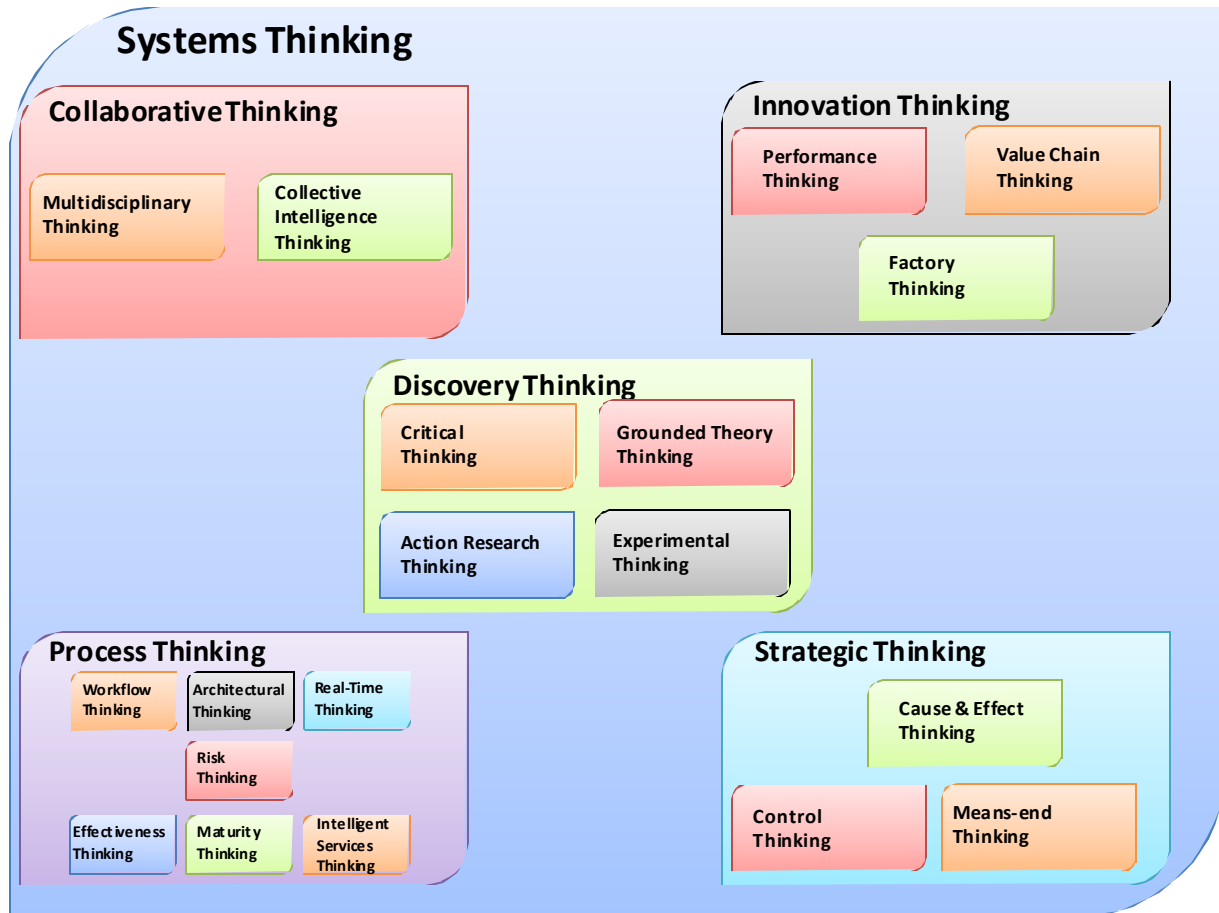 Systems Thinking
Collaborative Thinking
Multidisciplinary
Thinking
Collective
Intelligence
Thinking
Innovation Thinking
Performance
Thinking
Value Chain
Thinking
Factory
Thinking
Discovery Thinking
Critical
Thinking
Grounded Theory
Thinking
Action Research
Thinking
Experimental
Thinking
Process Thinking
Workflow
Thinking
Architectural
Thinking
Real-Time
Thinking
Risk
Thinking
Effectiveness
Thinking
Maturity
Thinking
Intelligent
Services
Thinking
Strategic Thinking
Cause & Effect
Thinking
Control
Thinking
Means-end
Thinking